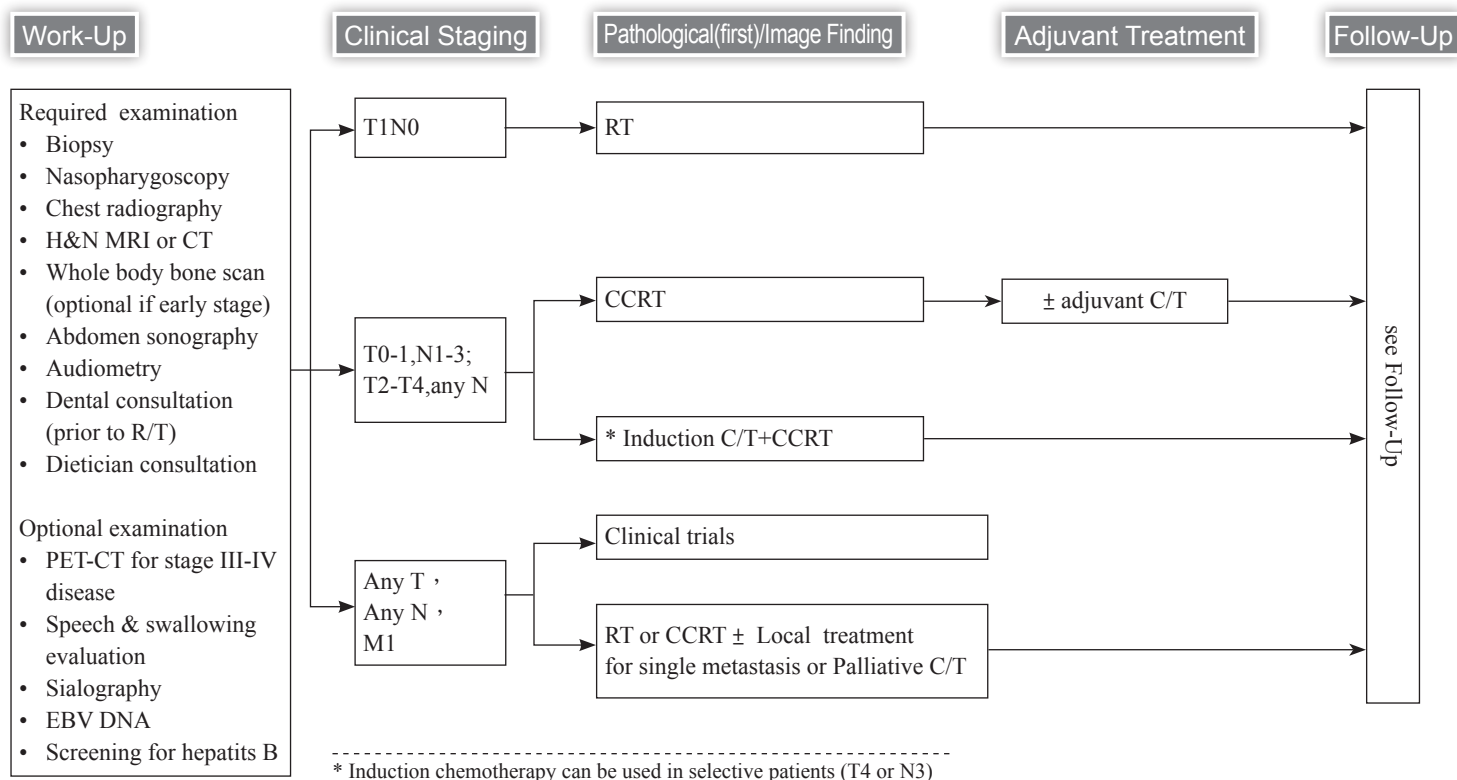 Work-Up
Clinical Staging
Pathological(first)/Image Finding
Adjuvant Treatment
Follow-Up
Required examination
• Biopsy
• Nasopharygoscopy
• Chest radiography
• H&N MRI or CT
• Whole body bone scan
(optional if early stage)
• Abdomen sonography
• Audiometry
• Dental consultation
(prior to R/T)
• Dietician consultation
Optional examination
• PET-CT for stage III-IV
disease
• Speech & swallowing
evaluation
• Sialography
• EBV DNA
• Screening for hepatits B
T1N0
RT
T0-1,N1-3;
T2-T4,any N
CCRT
± adjuvant C/T
* Induction C/T+CCRT
Any T，
Any N，
M1
Clinical trials
RT or CCRT ± Local treatment
for single metastasis or Palliative C/T
see Follow-Up
* Induction chemotherapy can be used in selective patients (T4 or N3)